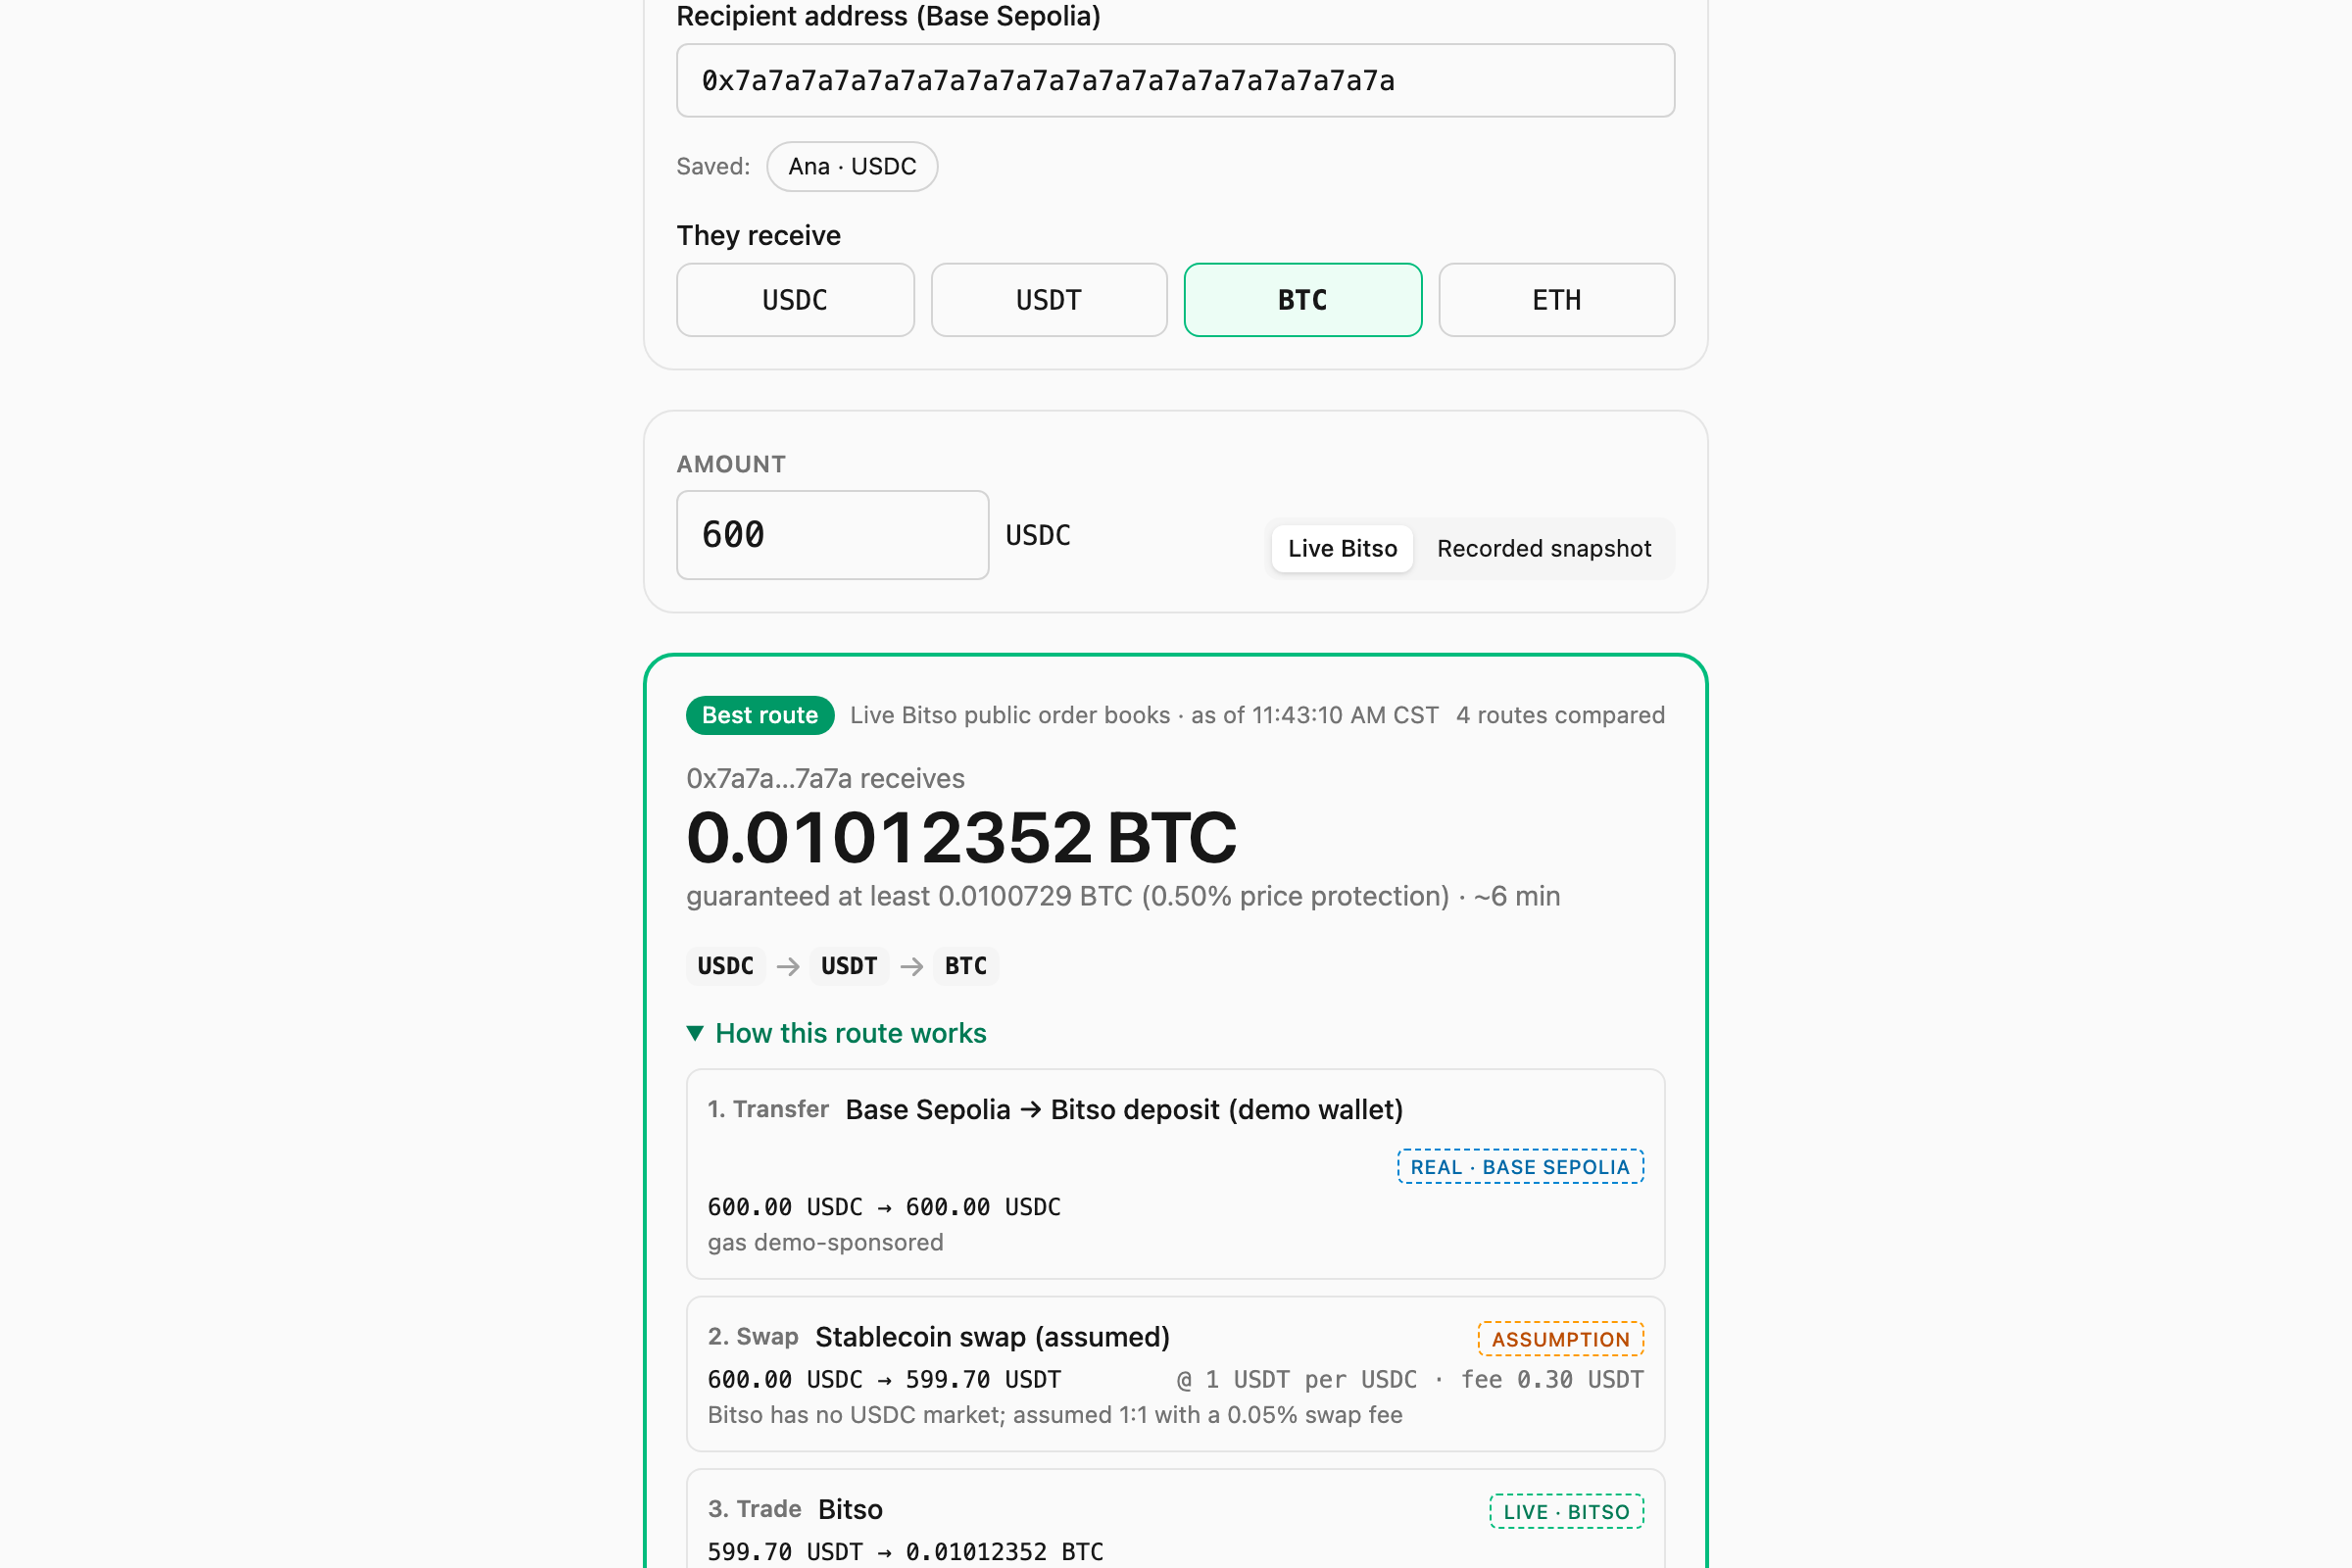 Recipient address (Base Sepolia)
0x7a7a7a7a7a7a7a7a7a7a7a7a7a7a7a7a7a7a7a7a
Saved: Ana · USDC
They receive
USDC USDT BTC ETH
AMOUNT
600 USDC Live Bitso Recorded snapshot
Best route Live Bitso public order books · as of 11:43:10 AM CST 4 routes compared
0x7a7a…7a7a receives
0.01012352 BTC
guaranteed at least 0.0100729 BTC (0.50% price protection) · ~6 min
USDC → USDT → BTC
▼ How this route works
1. Transfer Base Sepolia → Bitso deposit (demo wallet)
REAL · BASE SEPOLIA
600.00 USDC → 600.00 USDC
gas demo-sponsored
2. Swap Stablecoin swap (assumed) ASSUMPTION
600.00 USDC → 599.70 USDT @ 1 USDT per USDC · fee 0.30 USDT
Bitso has no USDC market; assumed 1:1 with a 0.05% swap fee
3. Trade Bitso LIVE · BITSO
599.70 USDT → 0.01012352 BTC